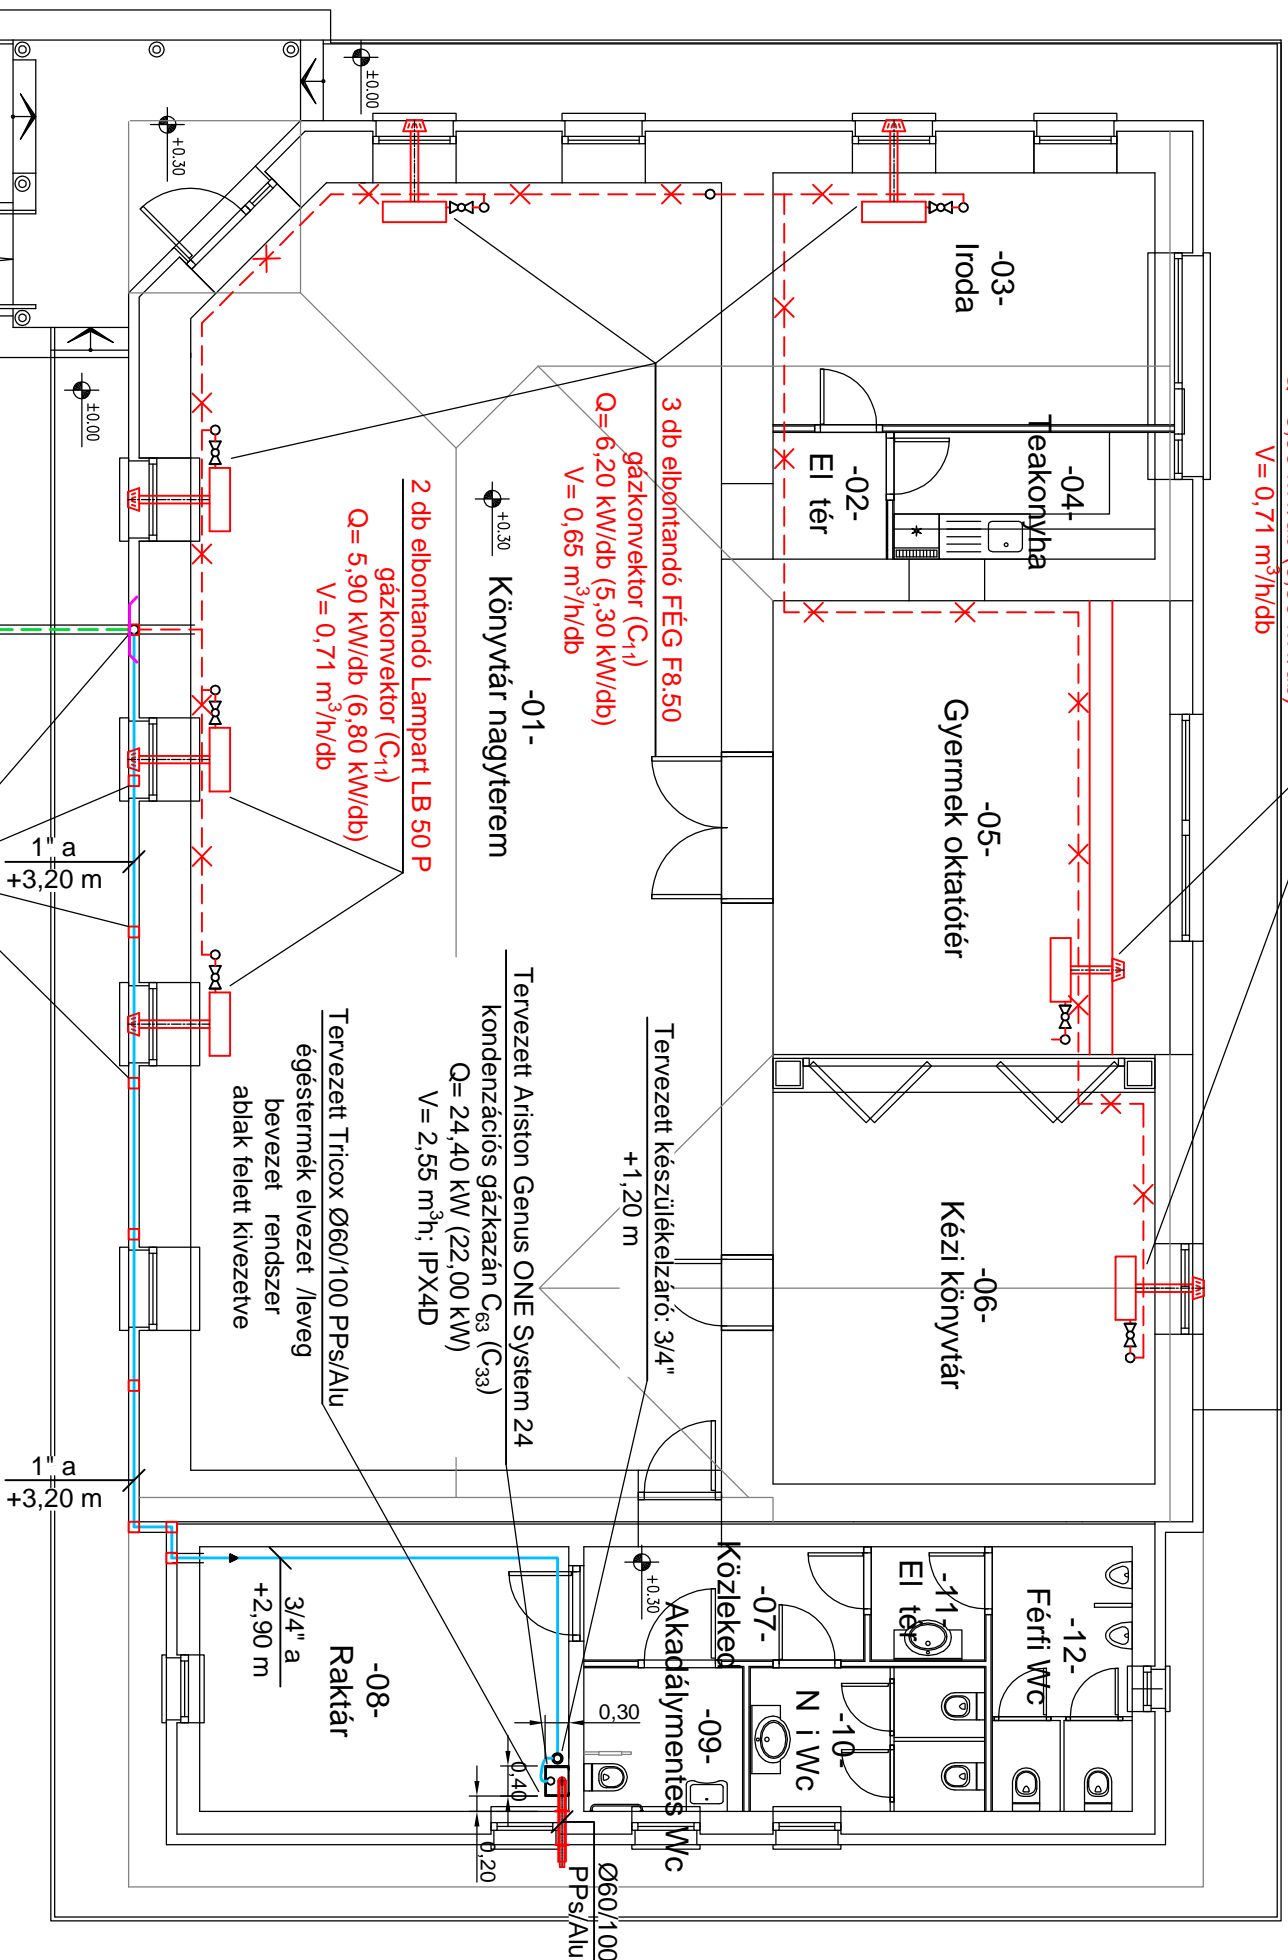 V= 0,71 m³/h/db
±0.00
+0.30
±0.00
-03-
Iroda
-04-
Teakonyha
-02-
El tér
3 db elbontandó FÉG F8.50
gázkonvektor (C₁₁)
Q= 6,20 kW/db (5,30 kW/db)
V= 0,65 m³/h/db
2 db elbontandó Lampart LB 50 P
gázkonvektor (C₁₁)
Q= 5,90 kW/db (6,80 kW/db)
V= 0,71 m³/h/db
+0.30
-01-
Könyvtár nagyterem
-05-
Gyermek oktatótér
-06-
Kézi könyvtár
Tervezett készülékelzáró: 3/4"
+1,20 m
Tervezett Ariston Genus ONE System 24
kondenzációs gázkazán C₆₃ (C₃₃)
Q= 24,40 kW (22,00 kW)
V= 2,55 m³h; IPX4D
Tervezett Tricox Ø60/100 PPs/Alu
égéstermék elvezet /leveg
bevezet rendszer
ablak felett kivezetve
1" a
+3,20 m
1" a
+3,20 m
3/4" a
+2,90 m
-08-
Raktár
+0.30
-07-
Közleked
-11-
El tér
-12-
Férfi Wc
-09-
Akadálymentes Wc
-10-
N i Wc
0,30
0,40
0,20
Ø60/100
PPs/Alu